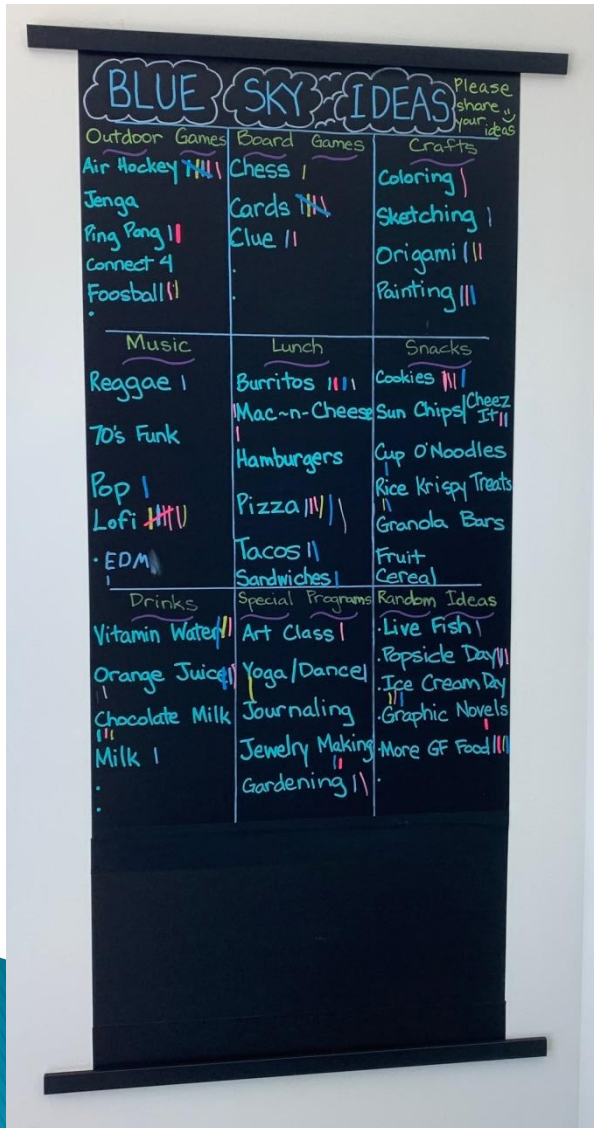 BLUE SKY IDEAS
Please
share
your
ideas
Outdoor Games
Air Hockey
Jenga
Ping Pong
Connect 4
Foosball
Board Games
Chess
Cards
Clue
Crafts
Coloring
Sketching
Origami
Painting
Music
Reggae
70's Funk
Pop
Lofi
EDM
Lunch
Burritos
Mac~n~Cheese
Hamburgers
Pizza
Tacos
Sandwiches
Snacks
Cookies
Sun Chips/Cheez It
Cup O'Noodles
Rice Krispy Treats
Granola Bars
Fruit
Cereal
Drinks
Vitamin Water
Orange Juice
Chocolate Milk
Milk
Special Programs
Art Class
Yoga/Dance
Journaling
Jewelry Making
Gardening
Random Ideas
Live Fish
Popsicle Day
Ice Cream Day
Graphic Novels
More GF Food